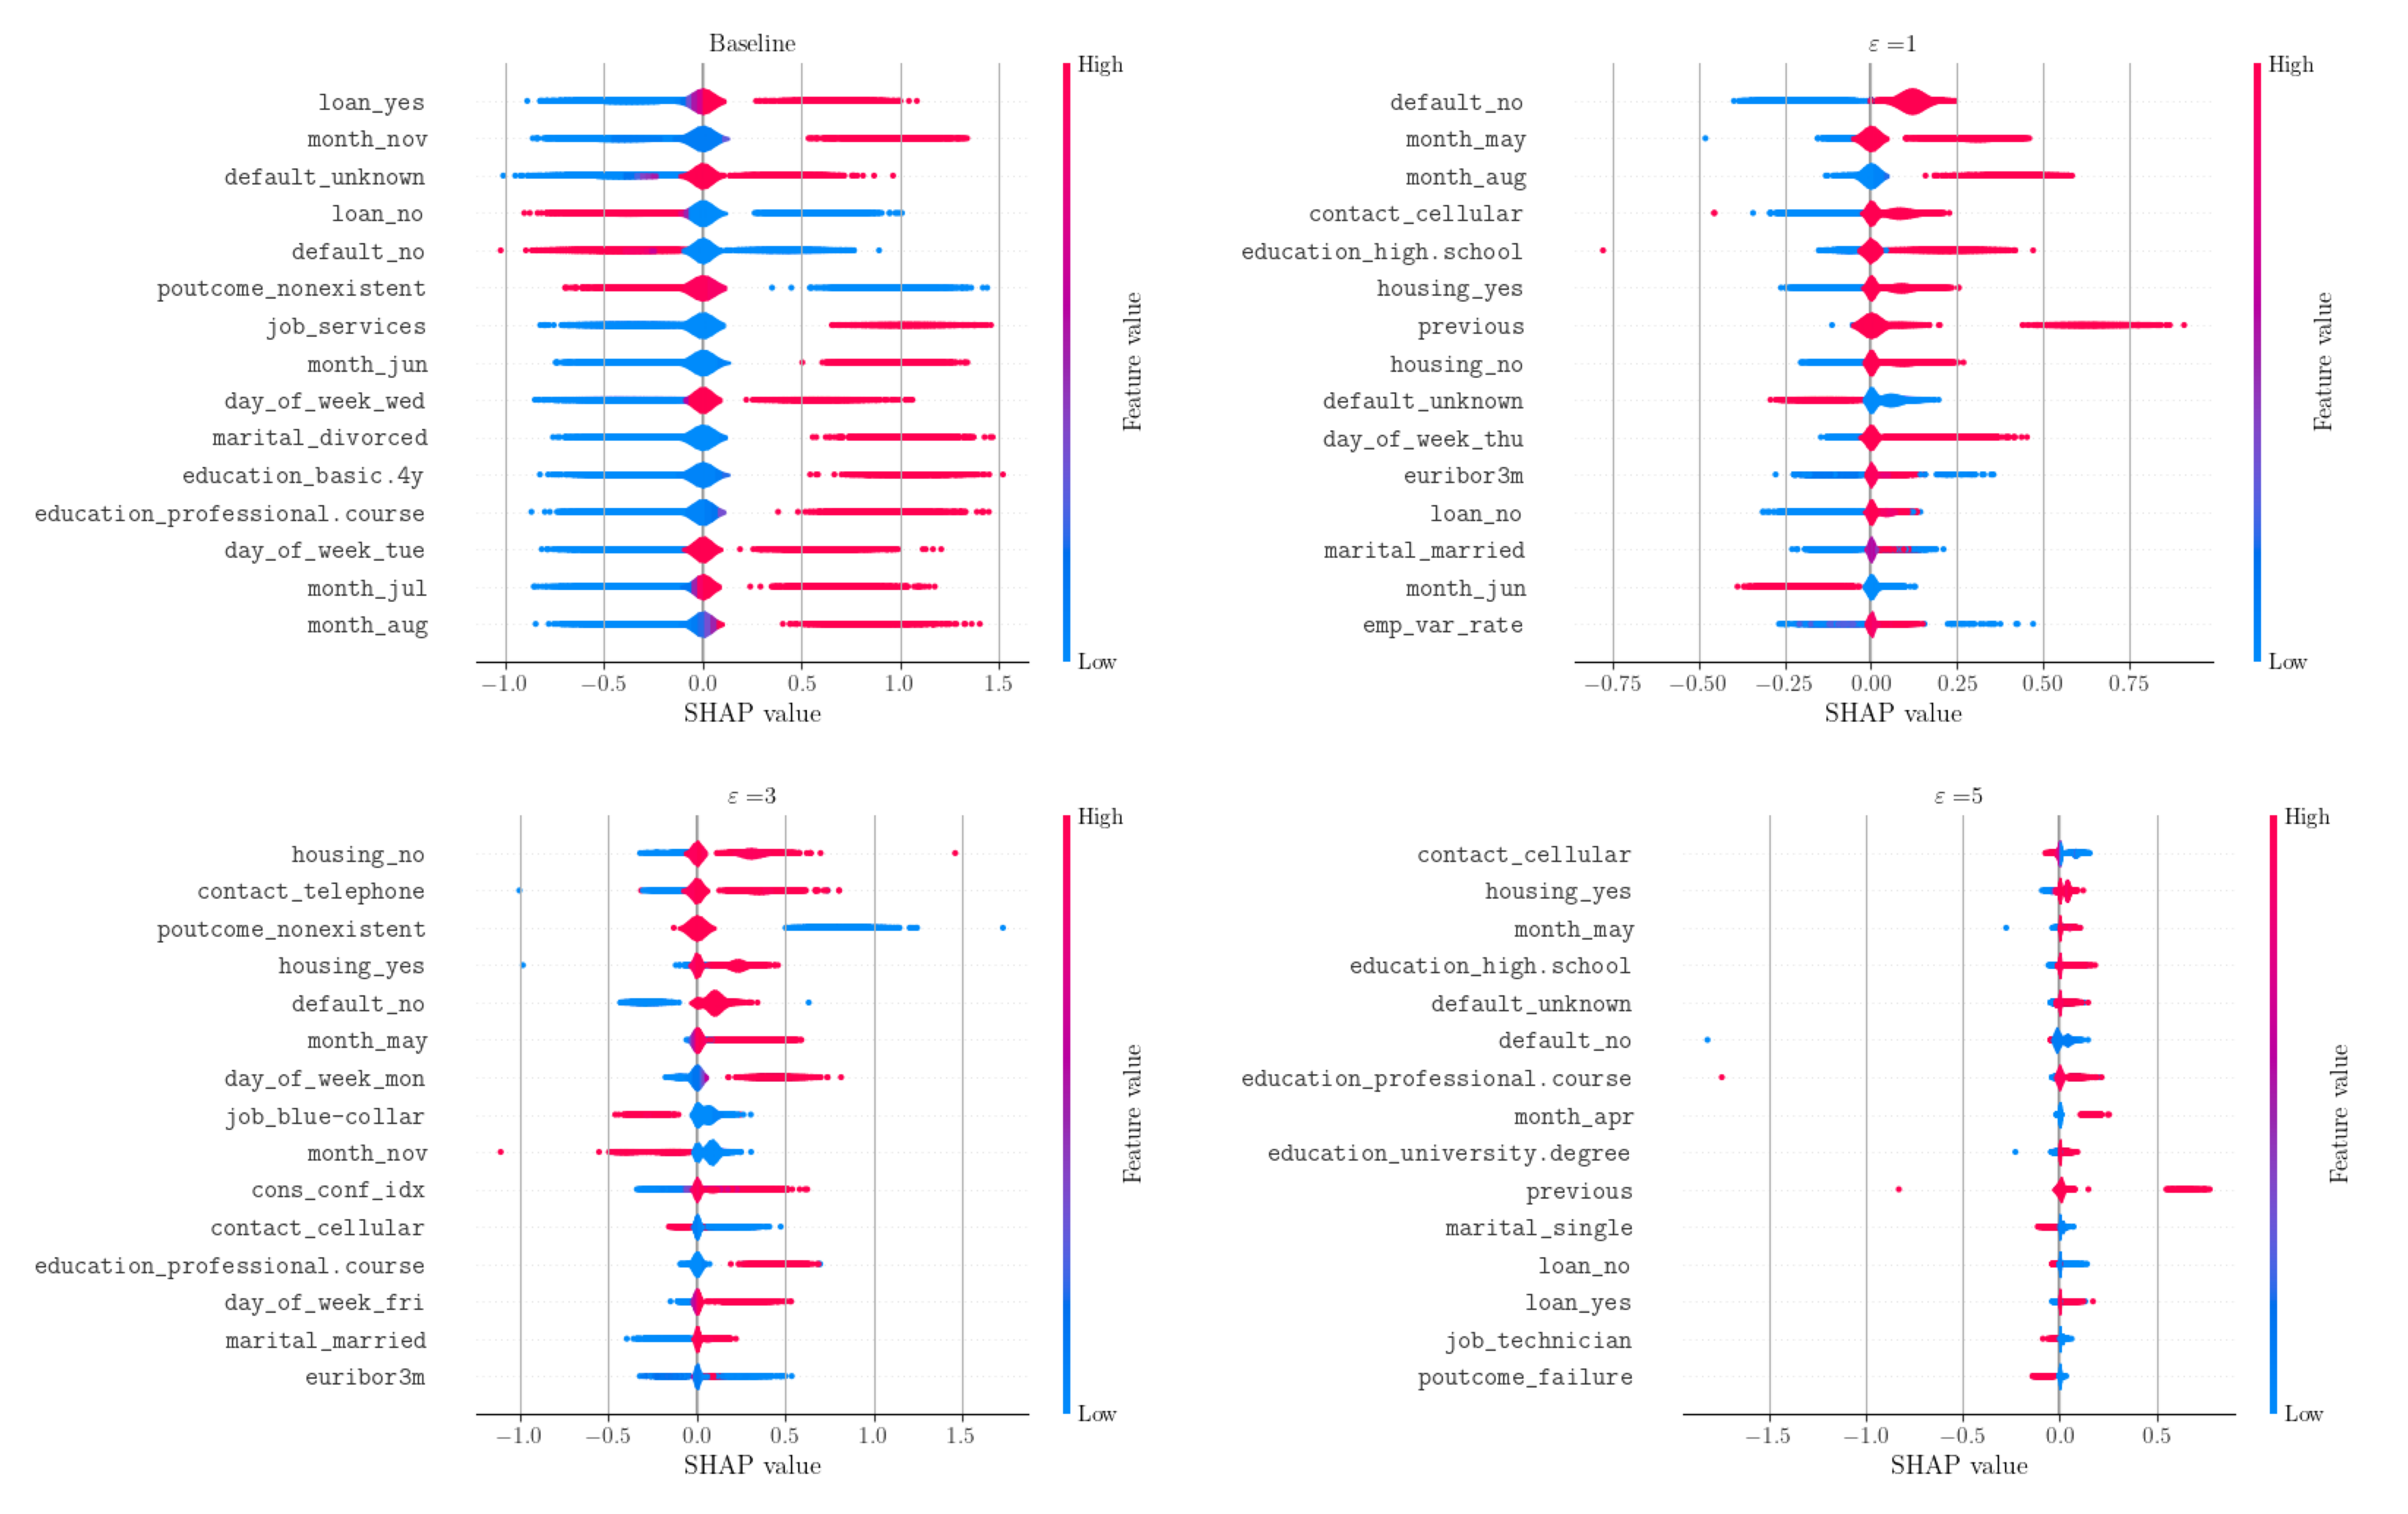 Baseline
High
loan_yes
month_nov
default_unknown
loan_no
default_no
poutcome_nonexistent
job_services
month_jun
day_of_week_wed
marital_divorced
education_basic.4y
education_professional.course
day_of_week_tue
month_jul
month_aug
Feature value
Low
−1.0 −0.5 0.0 0.5 1.0 1.5
SHAP value
ε =1
High
default_no
month_may
month_aug
contact_cellular
education_high.school
housing_yes
previous
housing_no
default_unknown
day_of_week_thu
euribor3m
loan_no
marital_married
month_jun
emp_var_rate
Feature value
Low
−0.75 −0.50 −0.25 0.00 0.25 0.50 0.75
SHAP value
ε =3
High
housing_no
contact_telephone
poutcome_nonexistent
housing_yes
default_no
month_may
day_of_week_mon
job_blue-collar
month_nov
cons_conf_idx
contact_cellular
education_professional.course
day_of_week_fri
marital_married
euribor3m
Feature value
Low
−1.0 −0.5 0.0 0.5 1.0 1.5
SHAP value
ε =5
High
contact_cellular
housing_yes
month_may
education_high.school
default_unknown
default_no
education_professional.course
month_apr
education_university.degree
previous
marital_single
loan_no
loan_yes
job_technician
poutcome_failure
Feature value
Low
−1.5 −1.0 −0.5 0.0 0.5
SHAP value